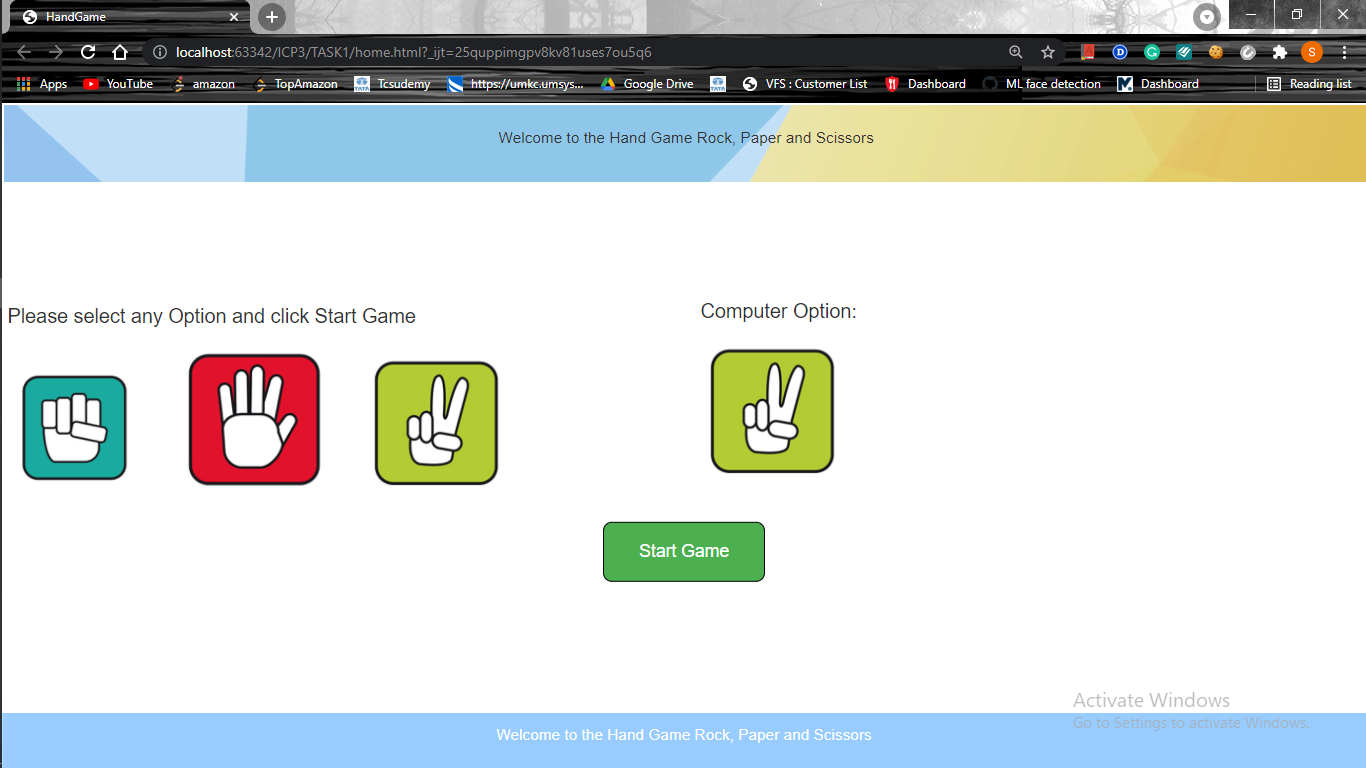 HandGame
localhost:63342/ICP3/TASK1/home.html?_ijt=25quppimgpv8kv81uses7ou5q6
S
Apps YouTube amazon TopAmazon Tcsudemy https://umkc.umsys... Google Drive VFS : Customer List Dashboard ML face detection Dashboard Reading list
Welcome to the Hand Game Rock, Paper and Scissors
Please select any Option and click Start Game
Computer Option:
Start Game
Activate Windows
Go to Settings to activate Windows.
Welcome to the Hand Game Rock, Paper and Scissors